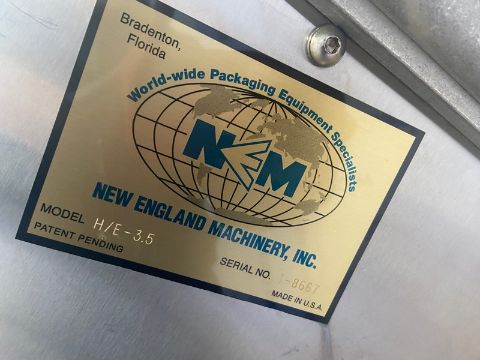 Bradenton,
Florida
World-wide Packaging Equipment Specialists
NEM
NEW ENGLAND MACHINERY, INC.
MODEL H/E-3.5
PATENT PENDING
SERIAL NO. -8667
MADE IN U.S.A.